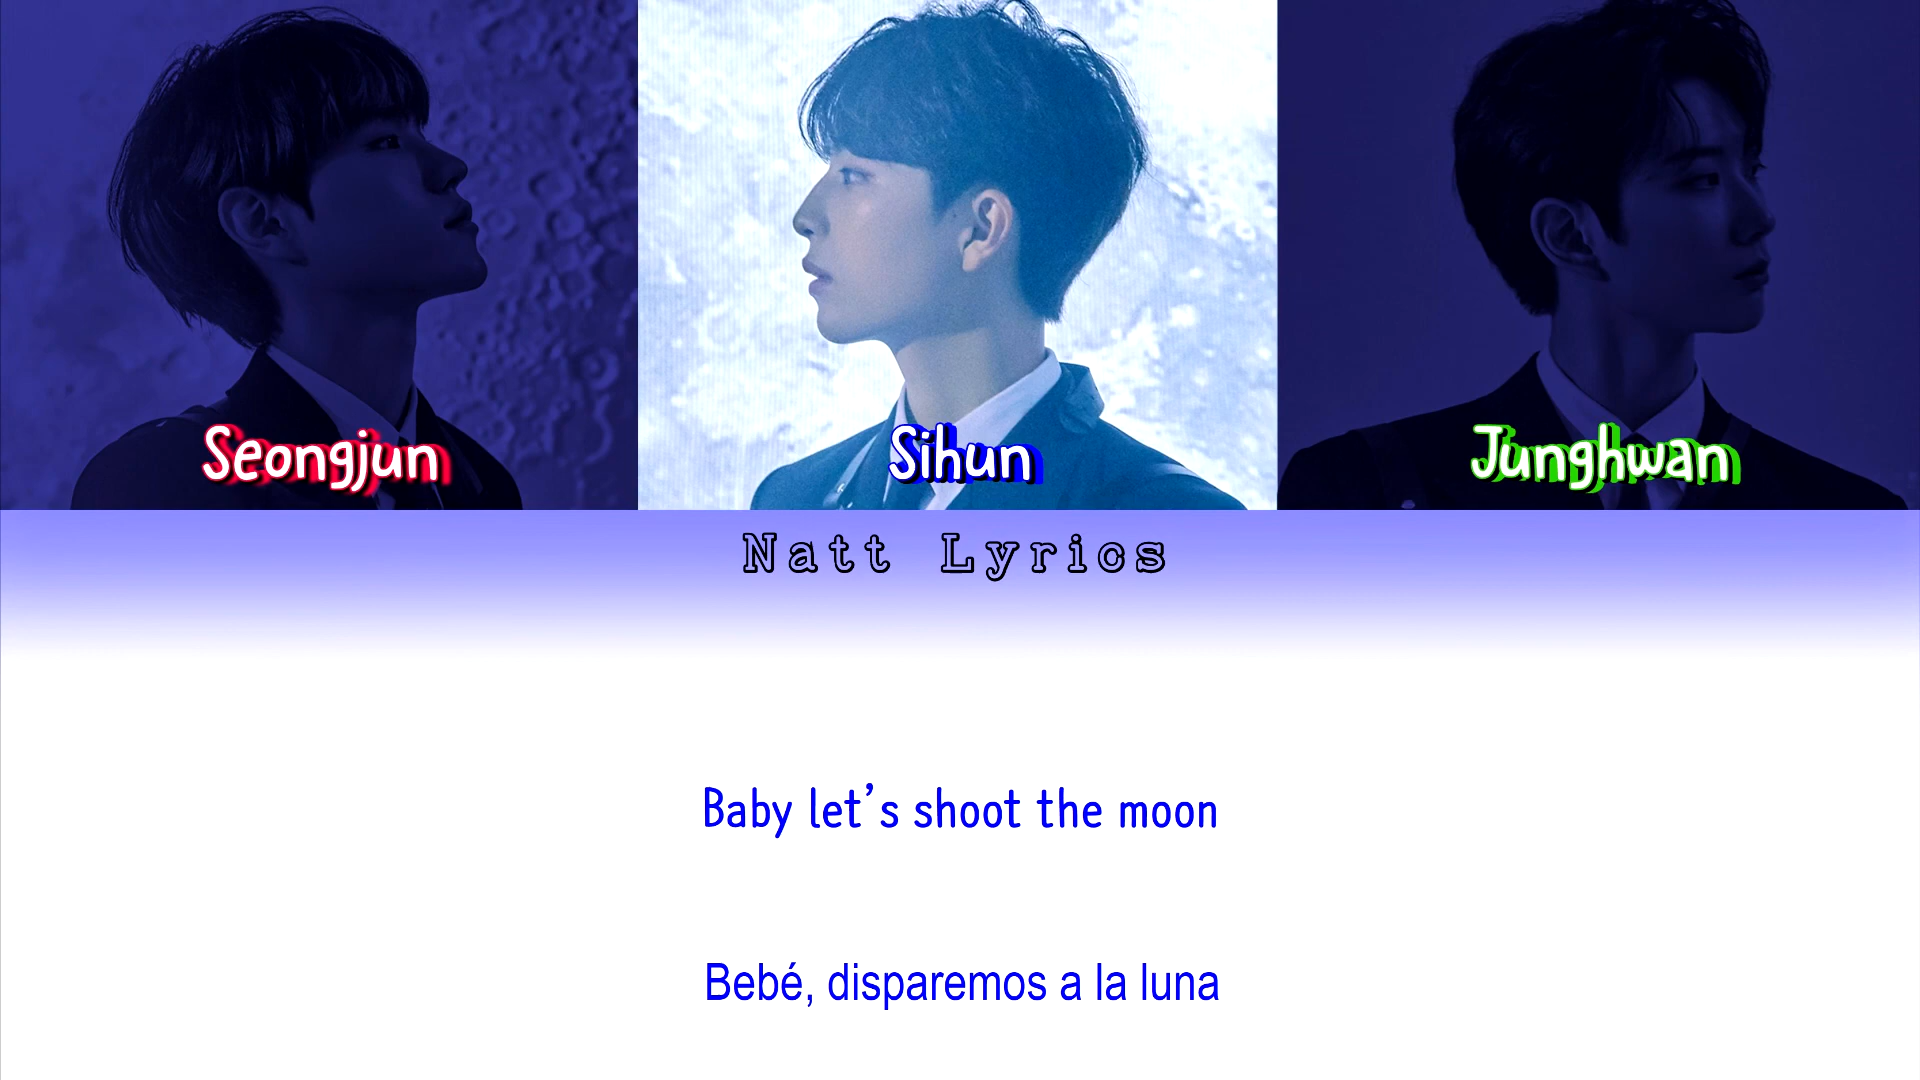 Seongjun
Sihun
Junghwan
Natt Lyrics
Baby let's shoot the moon
Bebé, disparemos a la luna